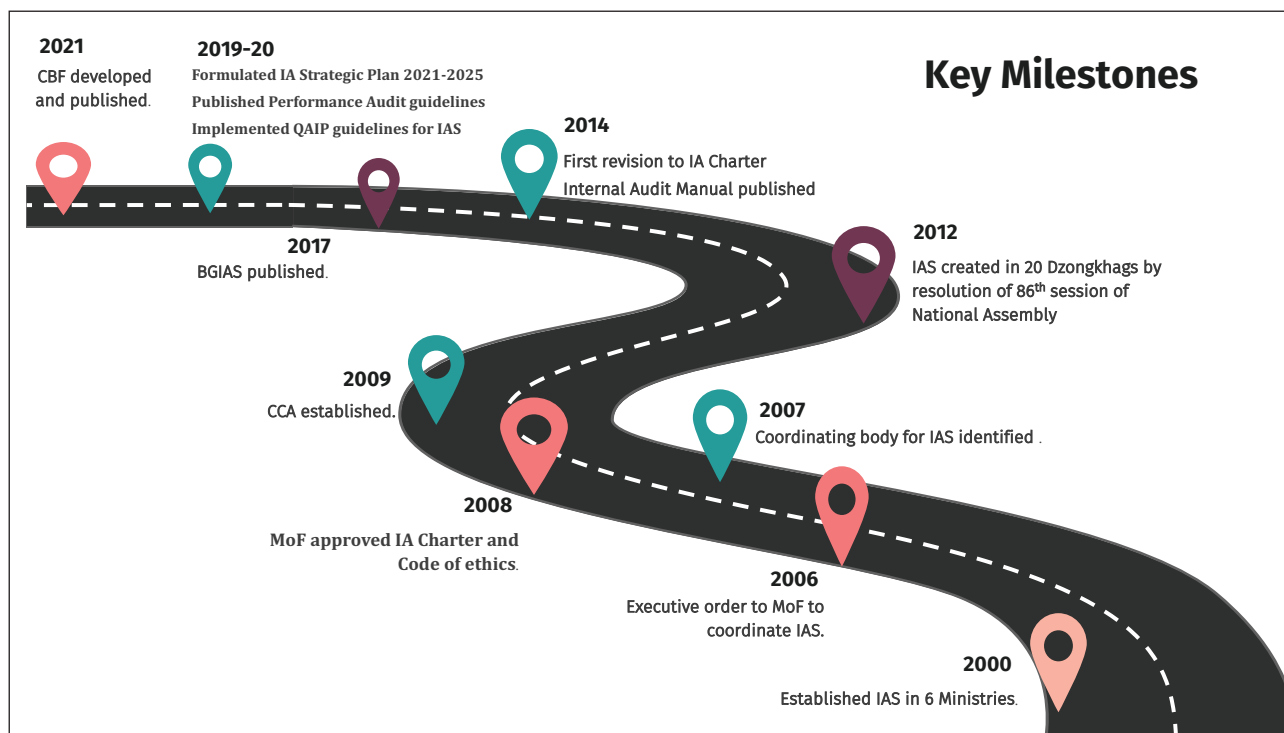 Key Milestones
2021
CBF developed
and published.
2019-20
Formulated IA Strategic Plan 2021-2025
Published Performance Audit guidelines
Implemented QAIP guidelines for IAS
2017
BGIAS published.
2014
First revision to IA Charter
Internal Audit Manual published
2012
IAS created in 20 Dzongkhags by
resolution of 86th session of
National Assembly
2009
CCA established.
2008
MoF approved IA Charter and
Code of ethics.
2007
Coordinating body for IAS identified .
2006
Executive order to MoF to
coordinate IAS.
2000
Established IAS in 6 Ministries.